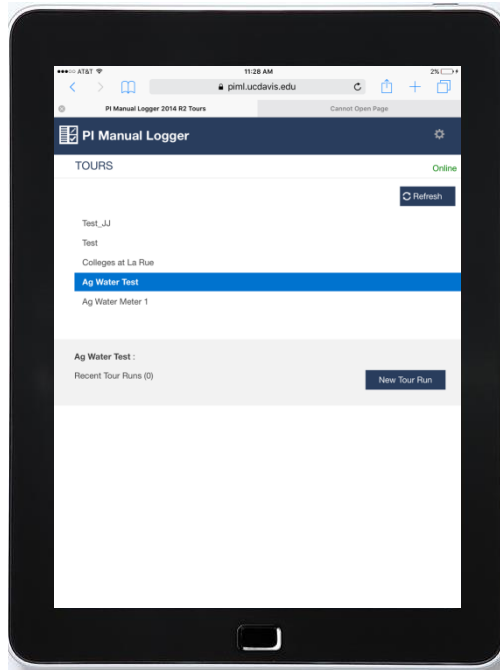 AT&T 11:28 AM 2%
piml.ucdavis.edu
PI Manual Logger 2014 R2 Tours Cannot Open Page
PI Manual Logger
TOURS Online
Refresh
Test_JJ
Test
Colleges at La Rue
Ag Water Test
Ag Water Meter 1
Ag Water Test :
Recent Tour Runs (0) New Tour Run